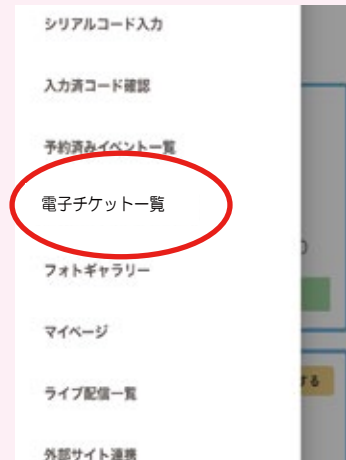 シリアルコード入力
入力済コード確認
予約済みイベント一覧
電子チケット一覧
フォトギャラリー
マイページ
ライブ配信一覧
する
外部サイト連携